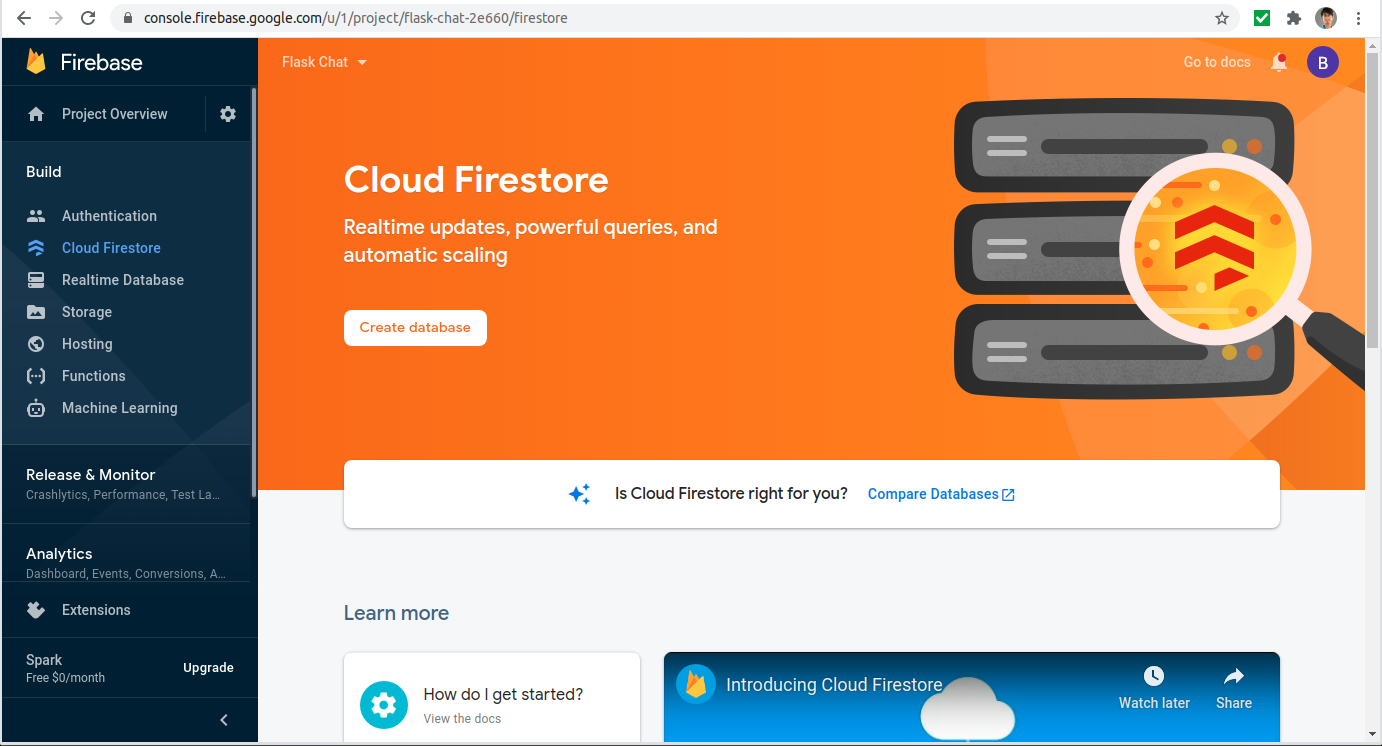 console.firebase.google.com/u/1/project/flask-chat-2e660/firestore
Firebase
Flask Chat
Go to docs
B
Project Overview
Build
Authentication
Cloud Firestore
Realtime Database
Storage
Hosting
Functions
Machine Learning
Release & Monitor
Crashlytics, Performance, Test La...
Analytics
Dashboard, Events, Conversions, A...
Extensions
Spark
Free $0/month
Upgrade
Cloud Firestore
Realtime updates, powerful queries, and
automatic scaling
Create database
Is Cloud Firestore right for you?
Compare Databases
Learn more
How do I get started?
View the docs
Introducing Cloud Firestore
Watch later
Share